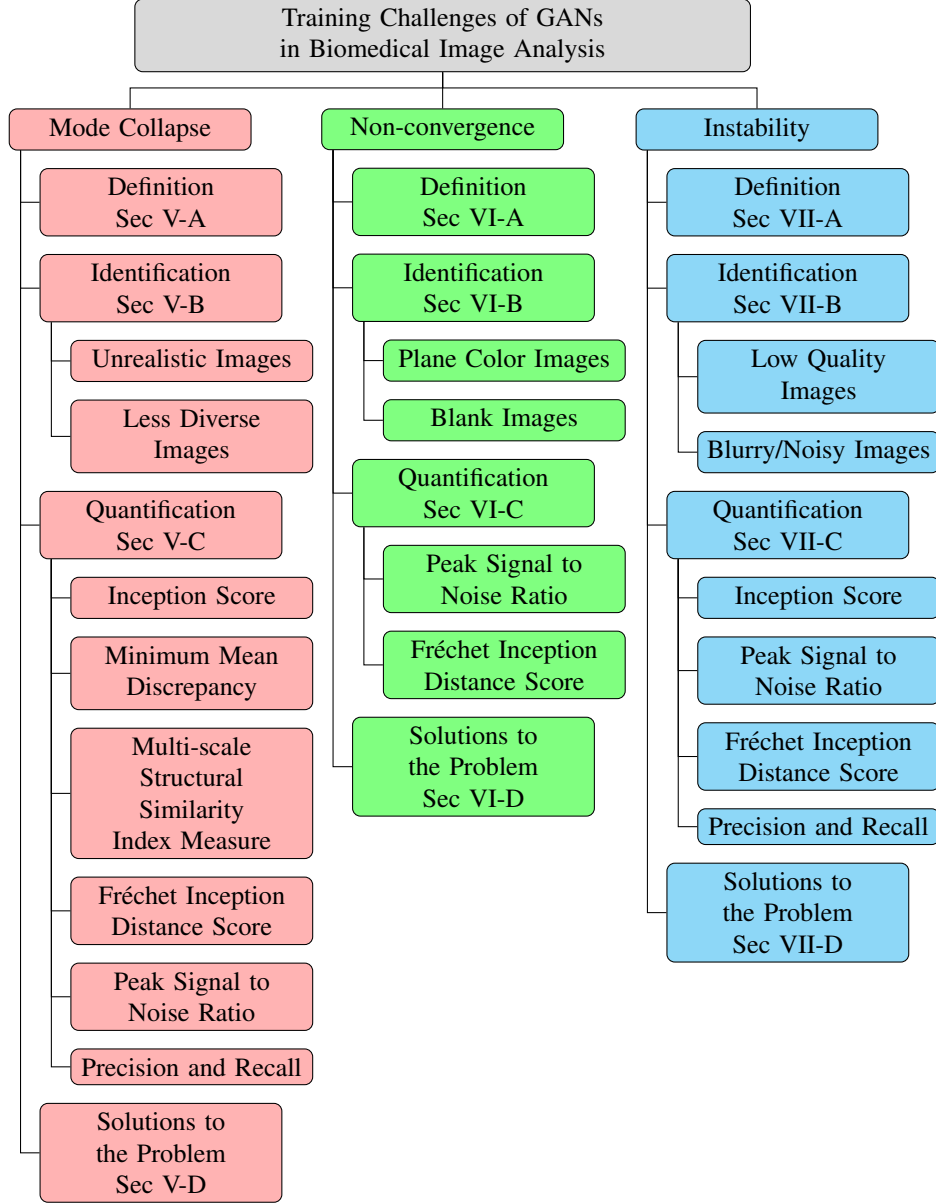 Training Challenges of GANs
in Biomedical Image Analysis
Mode Collapse
Definition
Sec V-A
Identification
Sec V-B
Unrealistic Images
Less Diverse
Images
Quantification
Sec V-C
Inception Score
Minimum Mean
Discrepancy
Multi-scale
Structural
Similarity
Index Measure
Fréchet Inception
Distance Score
Peak Signal to
Noise Ratio
Precision and Recall
Solutions to
the Problem
Sec V-D
Non-convergence
Definition
Sec VI-A
Identification
Sec VI-B
Plane Color Images
Blank Images
Quantification
Sec VI-C
Peak Signal to
Noise Ratio
Fréchet Inception
Distance Score
Solutions to
the Problem
Sec VI-D
Instability
Definition
Sec VII-A
Identification
Sec VII-B
Low Quality
Images
Blurry/Noisy Images
Quantification
Sec VII-C
Inception Score
Peak Signal to
Noise Ratio
Fréchet Inception
Distance Score
Precision and Recall
Solutions to
the Problem
Sec VII-D